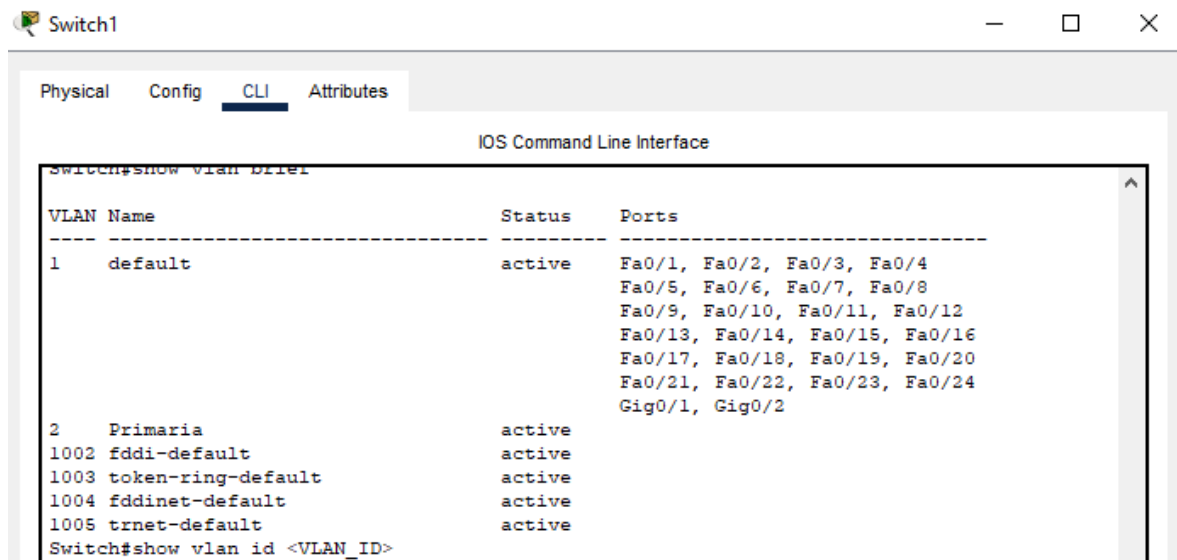 Switch1
Physical Config CLI Attributes
IOS Command Line Interface
Switch#show vlan brief
VLAN Name Status Ports
---- -------------------------------- --------- -------------------------------
1 default active Fa0/1, Fa0/2, Fa0/3, Fa0/4
Fa0/5, Fa0/6, Fa0/7, Fa0/8
Fa0/9, Fa0/10, Fa0/11, Fa0/12
Fa0/13, Fa0/14, Fa0/15, Fa0/16
Fa0/17, Fa0/18, Fa0/19, Fa0/20
Fa0/21, Fa0/22, Fa0/23, Fa0/24
Gig0/1, Gig0/2
2 Primaria active
1002 fddi-default active
1003 token-ring-default active
1004 fddinet-default active
1005 trnet-default active
Switch#show vlan id <VLAN_ID>